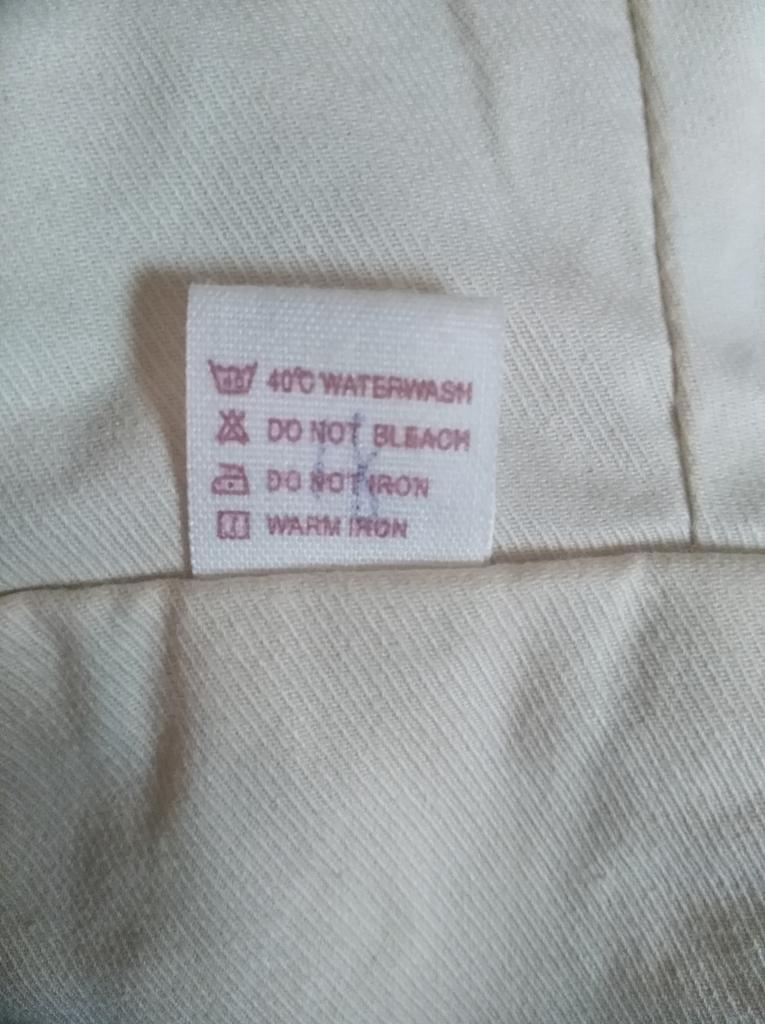 40°C WATERWASH
DO NOT BLEACH
DO NOT IRON
WARM IRON